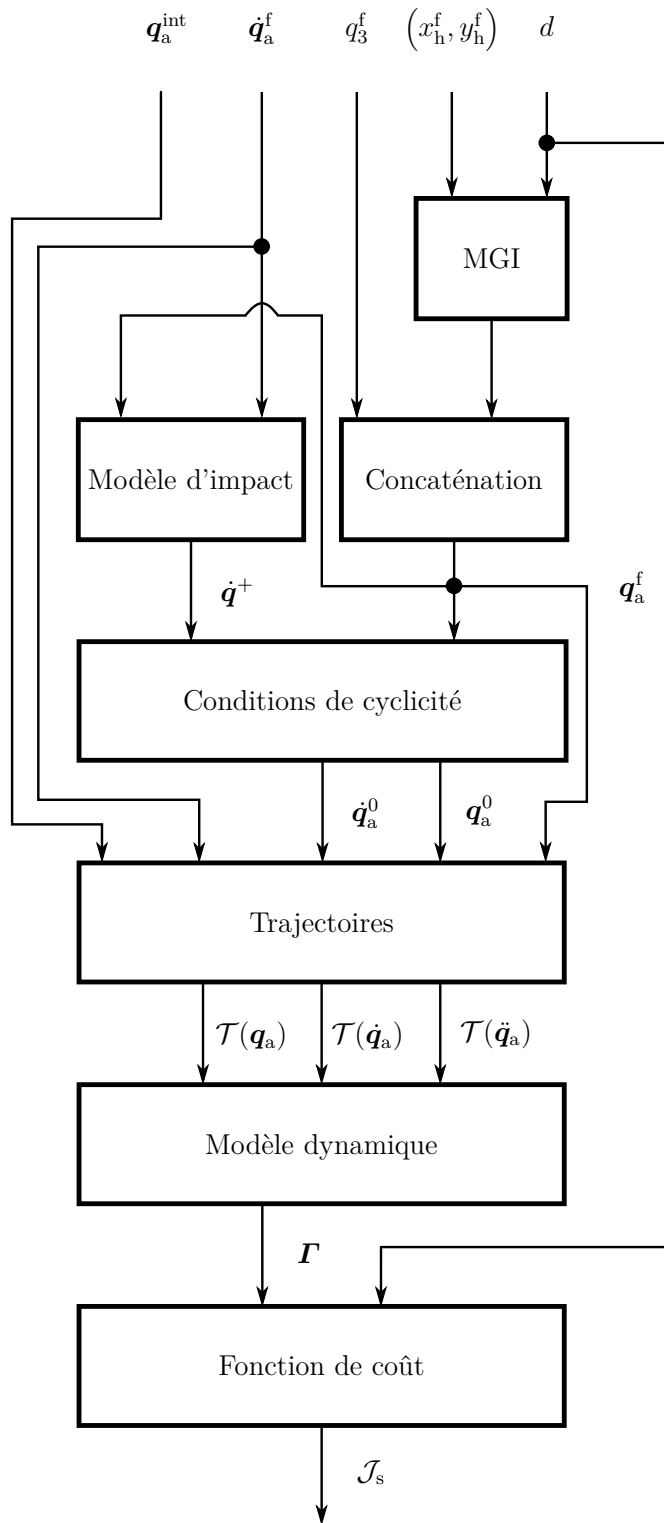 q_a^int q̇_a^f q_3^f (x_h^f, y_h^f) d
MGI
Modèle d'impact Concaténation
q̇^+ q_a^f
Conditions de cyclicité
q̇_a^0 q_a^0
Trajectoires
𝒯(q_a) 𝒯(q̇_a) 𝒯(q̈_a)
Modèle dynamique
Γ
Fonction de coût
𝒥_s